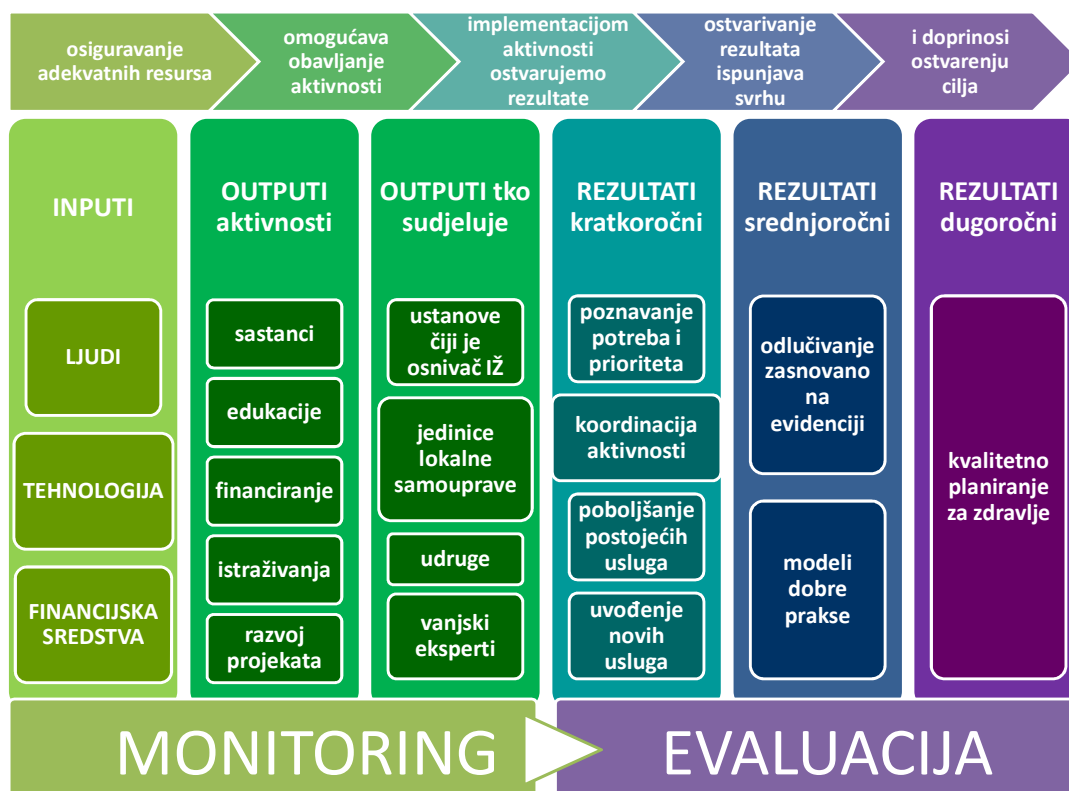 osiguravanje
adekvatnih resursa
omogućava
obavljanje
aktivnosti
implementacijom
aktivnosti
ostvarujemo
rezultate
ostvarivanje
rezultata
ispunjava
svrhu
i doprinosi
ostvarenju
cilja
INPUTI
LJUDI
TEHNOLOGIJA
FINANCIJSKA
SREDSTVA
OUTPUTI
aktivnosti
sastanci
edukacije
financiranje
istraživanja
razvoj
projekata
OUTPUTI tko
sudjeluje
ustanove
čiji je
osnivač IŽ
jedinice
lokalne
samouprave
udruge
vanjski
eksperti
REZULTATI
kratkoročni
poznavanje
potreba i
prioriteta
koordinacija
aktivnosti
poboljšanje
postojećih
usluga
uvođenje
novih
usluga
REZULTATI
srednjoročni
odlučivanje
zasnovano
na
evidenciji
modeli
dobre
prakse
REZULTATI
dugoročni
kvalitetno
planiranje
za zdravlje
MONITORING
EVALUACIJA